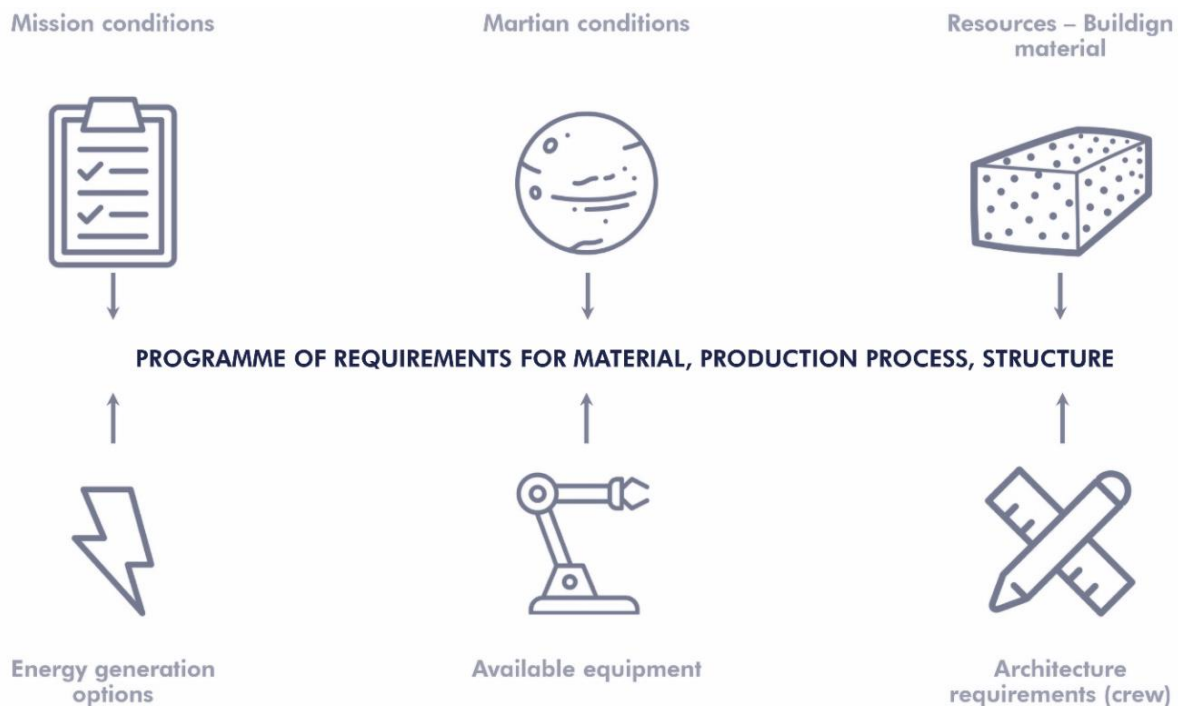 Mission conditions
Martian conditions
Resources – Buildign
material
PROGRAMME OF REQUIREMENTS FOR MATERIAL, PRODUCTION PROCESS, STRUCTURE
Energy generation
options
Available equipment
Architecture
requirements (crew)